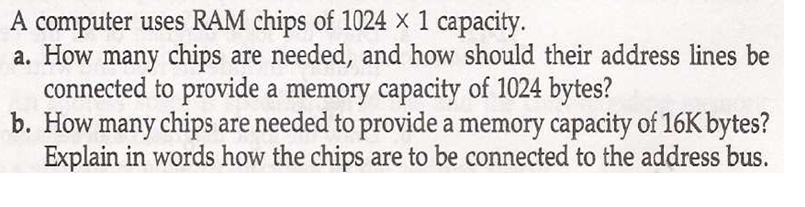 A computer uses RAM chips of 1024 × 1 capacity.
a. How many chips are needed, and how should their address lines be
connected to provide a memory capacity of 1024 bytes?
b. How many chips are needed to provide a memory capacity of 16K bytes?
Explain in words how the chips are to be connected to the address bus.